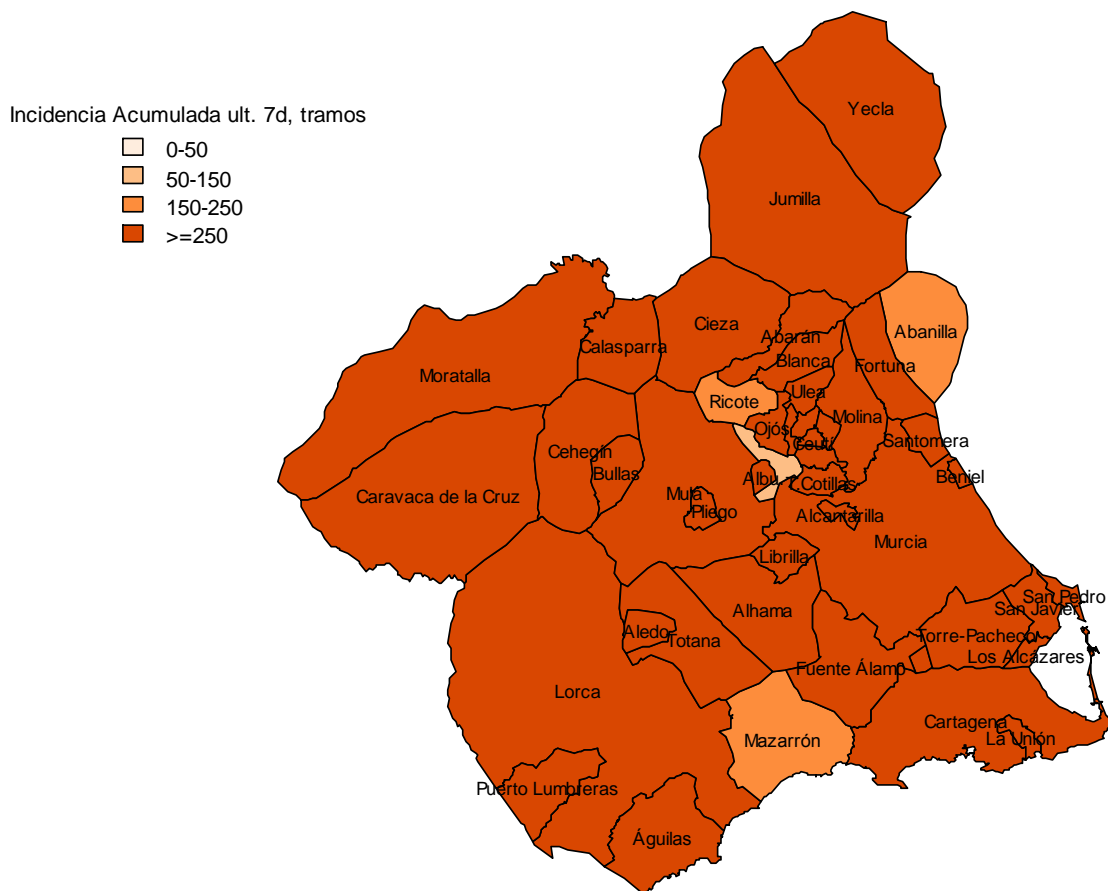 Incidencia Acumulada ult. 7d, tramos
0-50
50-150
150-250
>=250
Yecla
Jumilla
Cieza
Abarán
Abanilla
Calasparra
Blanca
Fortuna
Moratalla
Ricote
Ulea
Molina
Ojós
Ceutí
Santomera
Cehegín
Bullas
Albu
Cotillas
Beniel
Caravaca de la Cruz
Mula
Pliego
Alcantarilla
Murcia
Librilla
San Pedro
San Javier
Alhama
Aledo
Totana
Torre-Pacheco
Los Alcázares
Fuente Álamo
Lorca
Cartagena
La Unión
Mazarrón
Puerto Lumbreras
Águilas